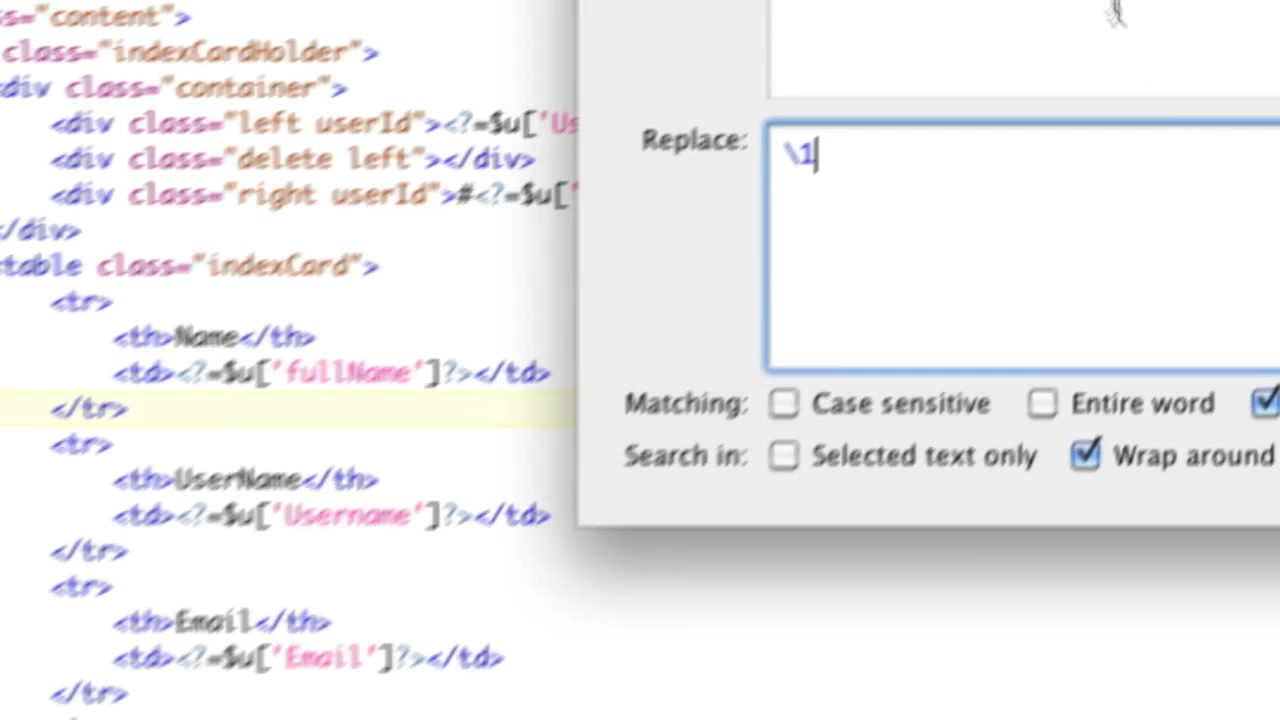 ss="content">
class="indexCardHolder">
div class="container">
<div class="left userId"><?=$u['Us
<div class="delete left"></div>
<div class="right userId">#<?=$u['
</div>
table class="indexCard">
<tr>
<th>Name</th>
<td><?=$u['fullName']?></td>
</tr>
<tr>
<th>UserName</th>
<td><?=$u['Username']?></td>
</tr>
<tr>
<th>Email</th>
<td><?=$u['Email']?></td>
</tr>
Replace:
\1
Matching: Case sensitive Entire word
Search in: Selected text only Wrap around